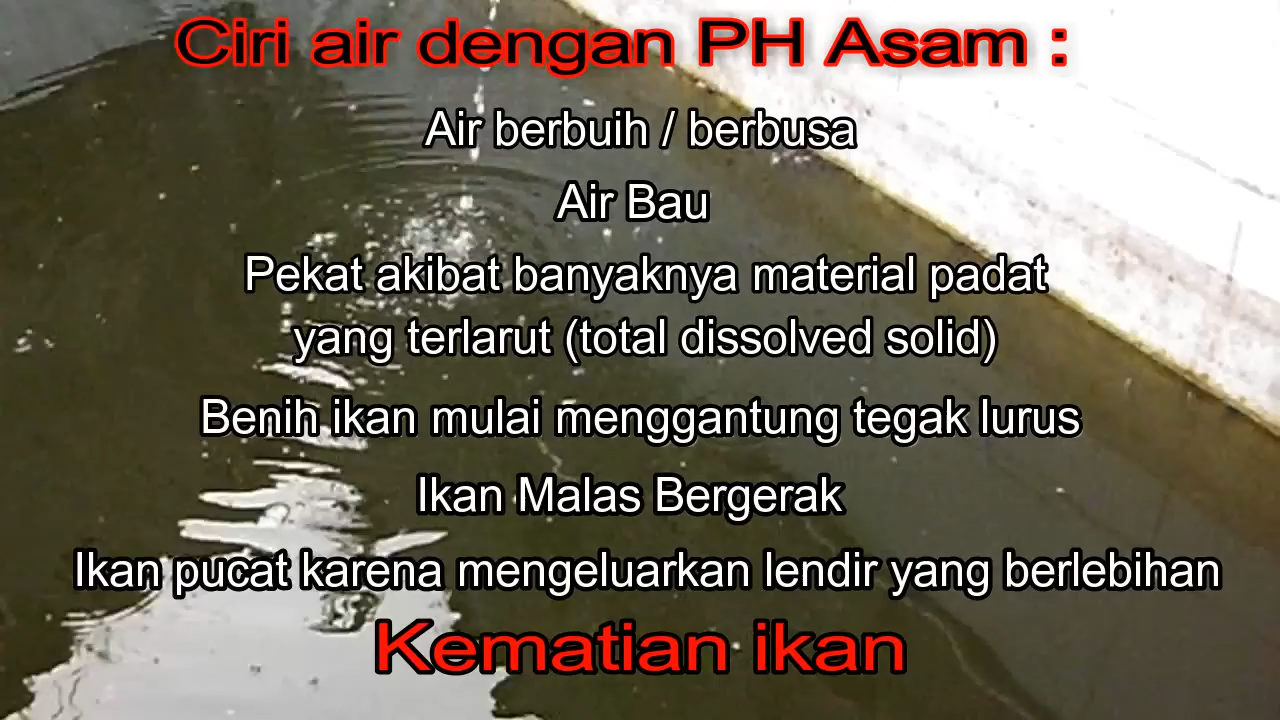 Ciri air dengan PH Asam :
Air berbuih / berbusa
Air Bau
Pekat akibat banyaknya material padat
yang terlarut (total dissolved solid)
Benih ikan mulai menggantung tegak lurus
Ikan Malas Bergerak
Ikan pucat karena mengeluarkan lendir yang berlebihan
Kematian ikan